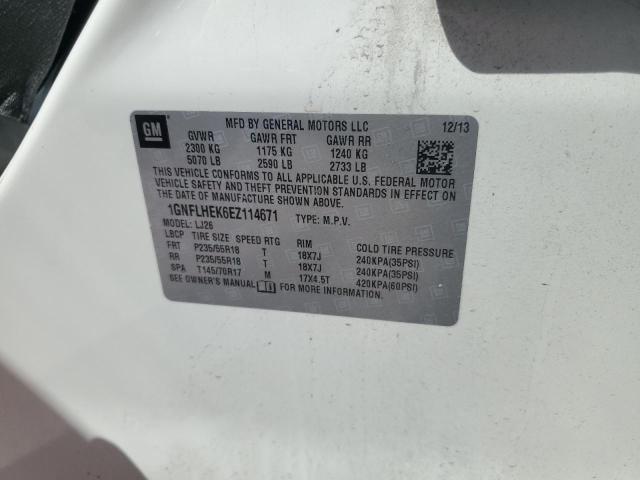 GM
MFD BY GENERAL MOTORS LLC 12/13
GVWR GAWR FRT GAWR RR
2300 KG 1175 KG 1240 KG
5070 LB 2590 LB 2733 LB
THIS VEHICLE CONFORMS TO ALL APPLICABLE U.S. FEDERAL MOTOR
VEHICLE SAFETY AND THEFT PREVENTION STANDARDS IN EFFECT ON
THE DATE OF MANUFACTURE SHOWN ABOVE.
1GNFLHEK6EZ114671 TYPE: M.P.V.
MODEL: LJ26
LBCP TIRE SIZE SPEED RTG RIM COLD TIRE PRESSURE
FRT P235/55R18 T 18X7J 240KPA(35PSI)
RR P235/55R18 T 18X7J 240KPA(35PSI)
SPA T145/70R17 M 17X4.5T 420KPA(60PSI)
SEE OWNER'S MANUAL FOR MORE INFORMATION.